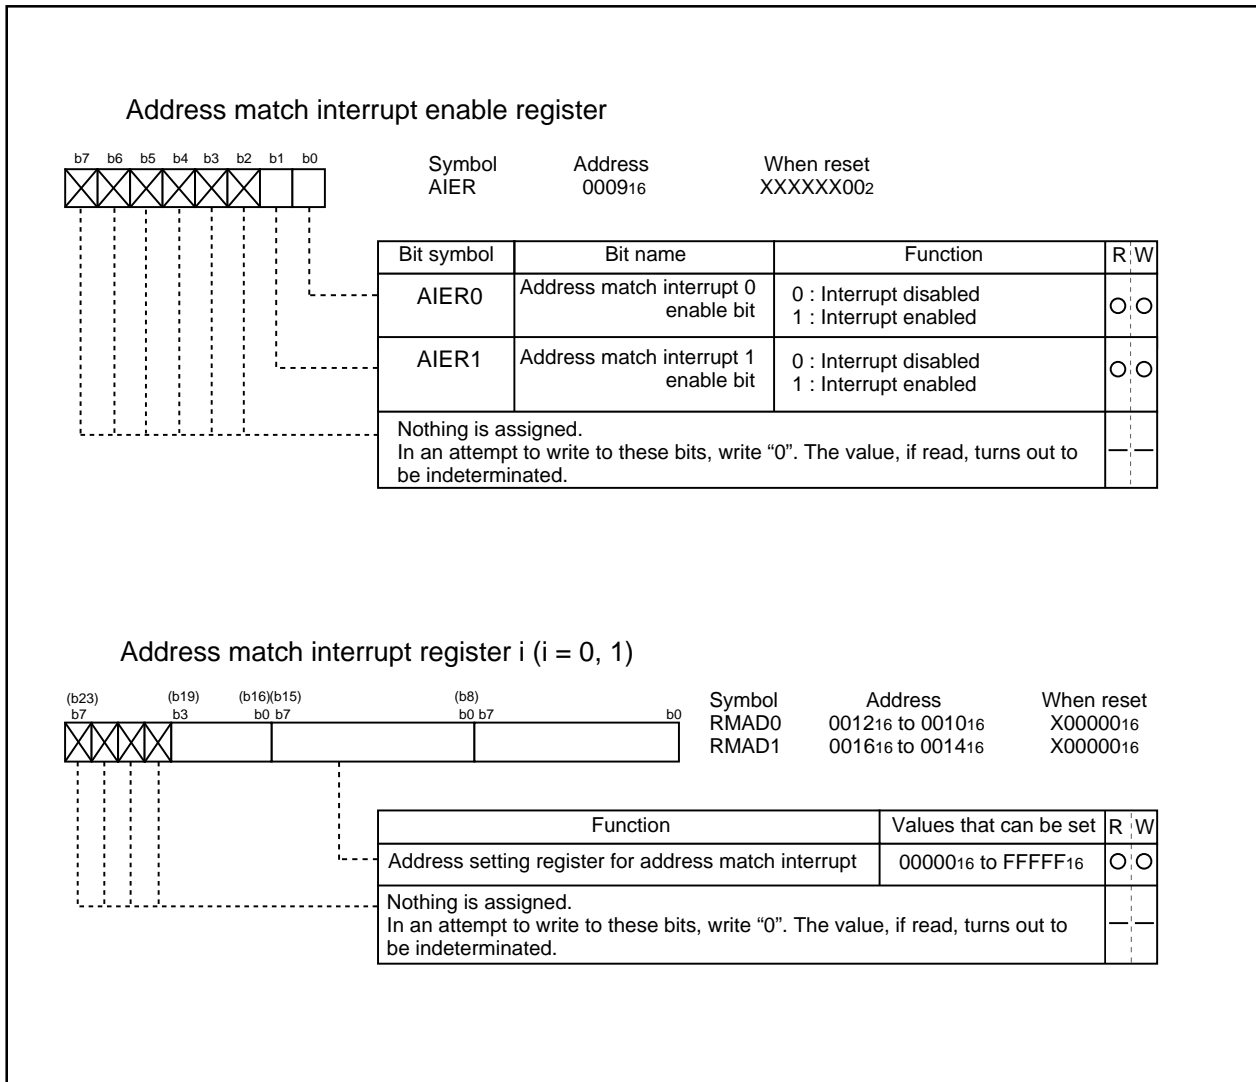 Address match interrupt enable register
b7 b6 b5 b4 b3 b2 b1 b0
Symbol Address When reset
AIER 000916 XXXXXX002
Bit symbol Bit name Function R W
AIER0 Address match interrupt 0 enable bit 0 : Interrupt disabled
1 : Interrupt enabled
AIER1 Address match interrupt 1 enable bit 0 : Interrupt disabled
1 : Interrupt enabled
Nothing is assigned.
In an attempt to write to these bits, write “0”. The value, if read, turns out to
be indeterminated.
Address match interrupt register i (i = 0, 1)
(b23) (b19) (b16)(b15) (b8)
b7 b3 b0 b7 b0 b7 b0
Symbol Address When reset
RMAD0 001216 to 001016 X0000016
RMAD1 001616 to 001416 X0000016
Function Values that can be set R W
Address setting register for address match interrupt 0000016 to FFFFF16
Nothing is assigned.
In an attempt to write to these bits, write “0”. The value, if read, turns out to
be indeterminated.